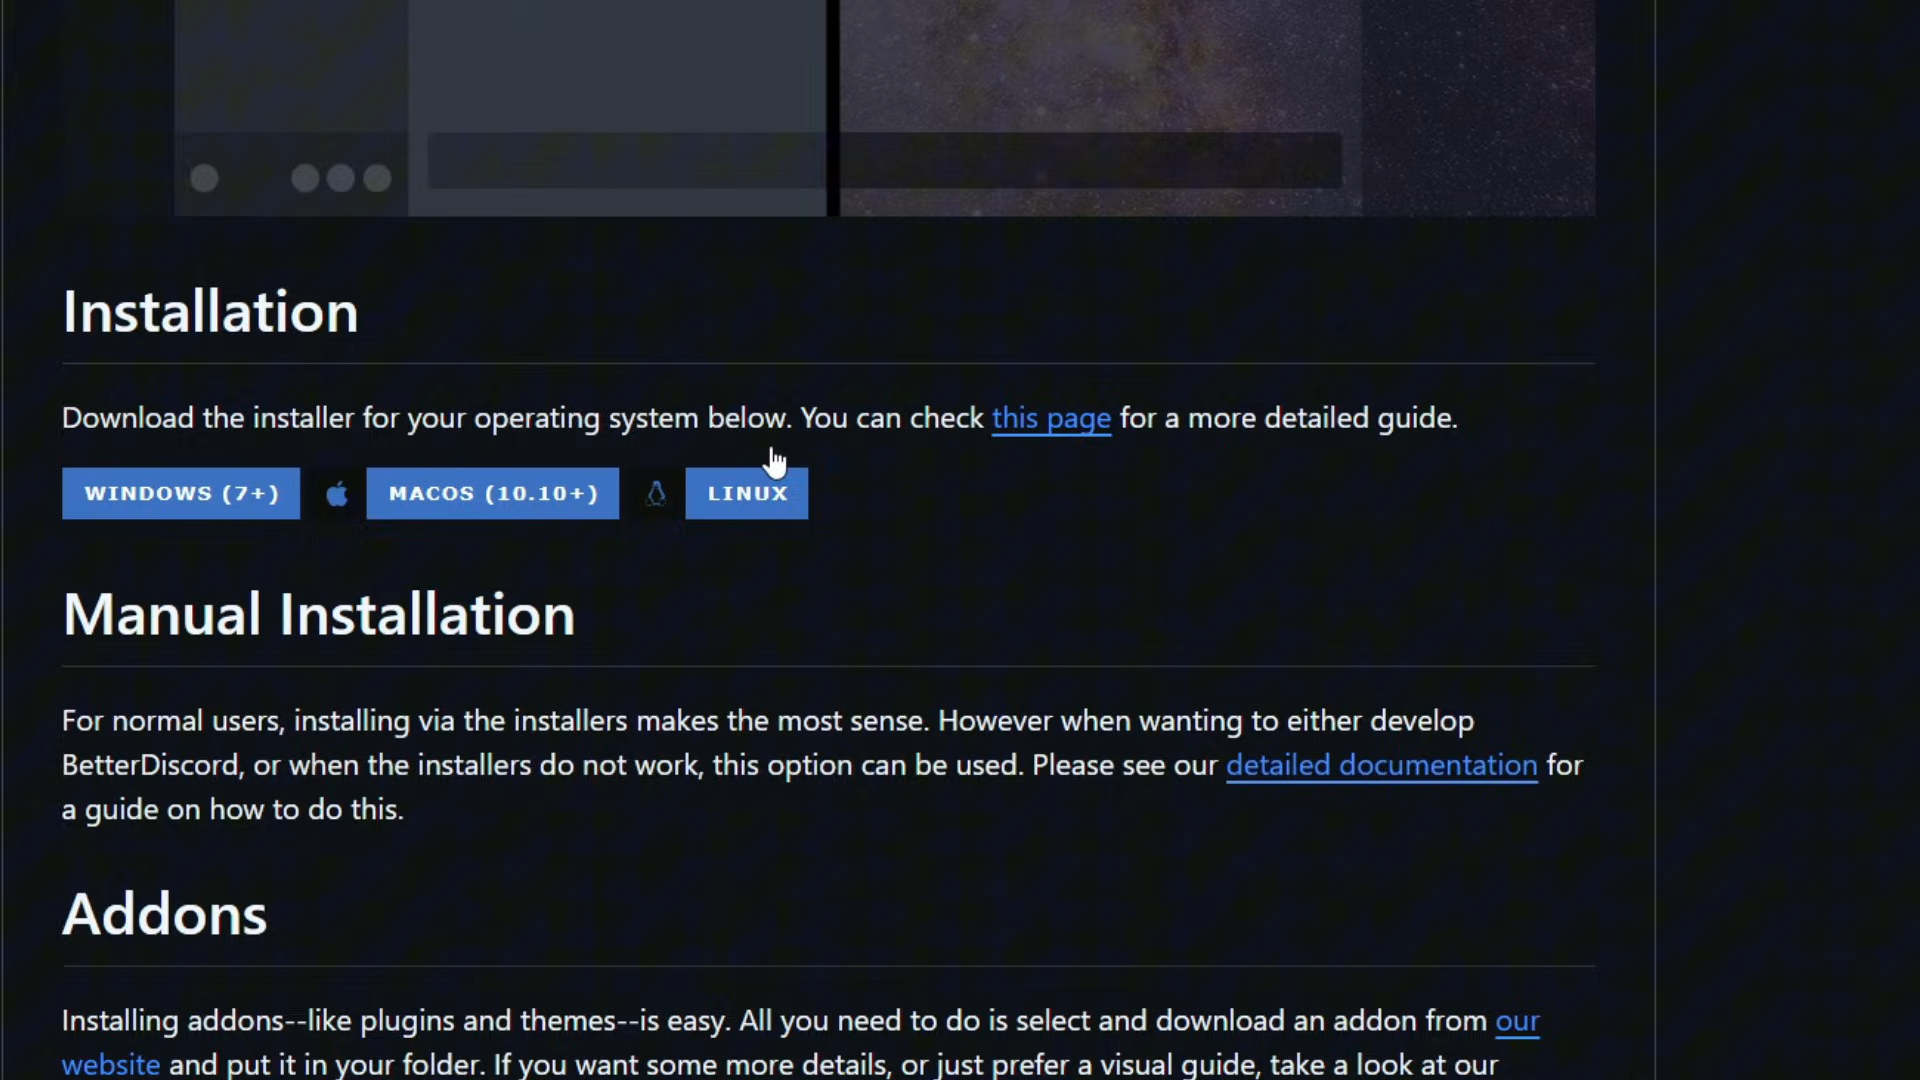 Installation
Download the installer for your operating system below. You can check this page for a more detailed guide.
WINDOWS (7+) MACOS (10.10+) LINUX
Manual Installation
For normal users, installing via the installers makes the most sense. However when wanting to either develop
BetterDiscord, or when the installers do not work, this option can be used. Please see our detailed documentation for
a guide on how to do this.
Addons
Installing addons--like plugins and themes--is easy. All you need to do is select and download an addon from our
website and put it in your folder. If you want some more details, or just prefer a visual guide, take a look at our